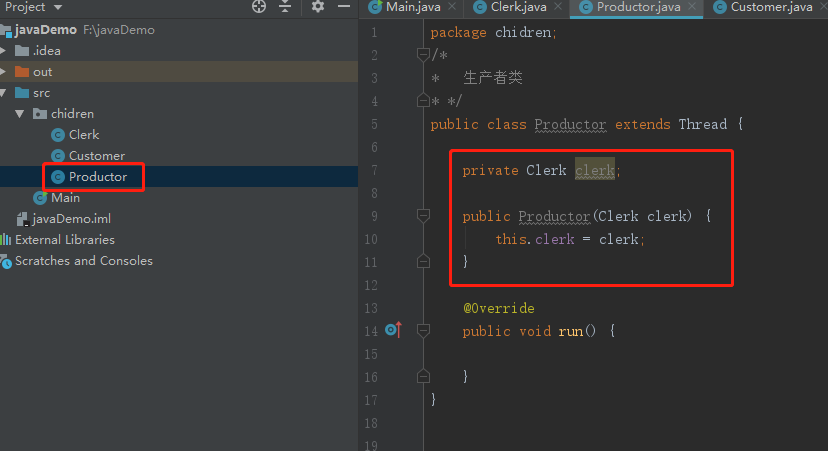 Project
javaDemo F:\javaDemo
.idea
out
src
chidren
Clerk
Customer
Productor
Main
javaDemo.iml
External Libraries
Scratches and Consoles
Main.java Clerk.java Productor.java Customer.java
1 package chidren;
2 /*
3 * 生产者类
4 * */
5 public class Productor extends Thread {
6
7 private Clerk clerk;
8
9 public Productor(Clerk clerk) {
10 this.clerk = clerk;
11 }
12
13 @Override
14 public void run() {
15
16 }
17 }
18
19